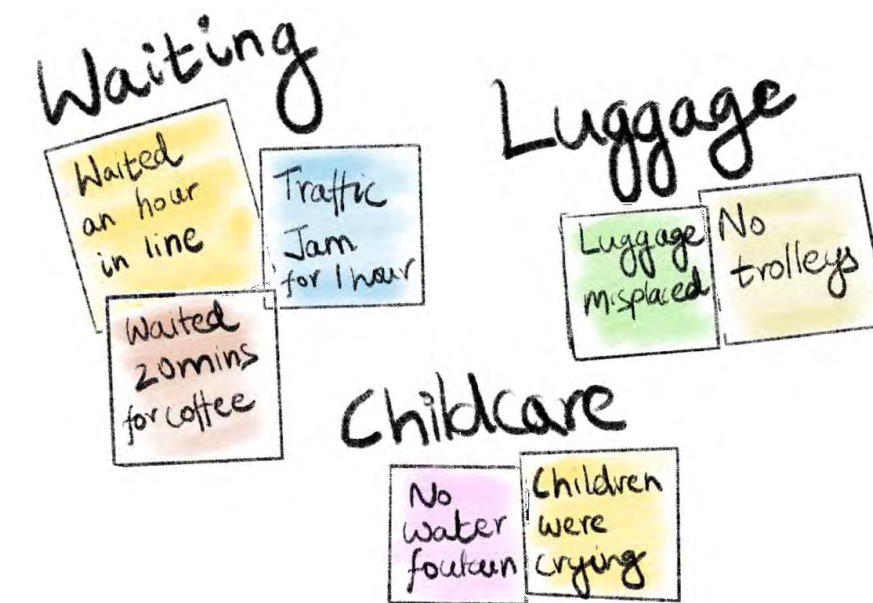 Waiting
Waited
an hour
in line
Traffic
Jam
for 1 hour
Waited
20mins
for coffee
Luggage
Luggage
misplaced
No
trolleys
Childcare
No
water
foutain
Children
were
crying